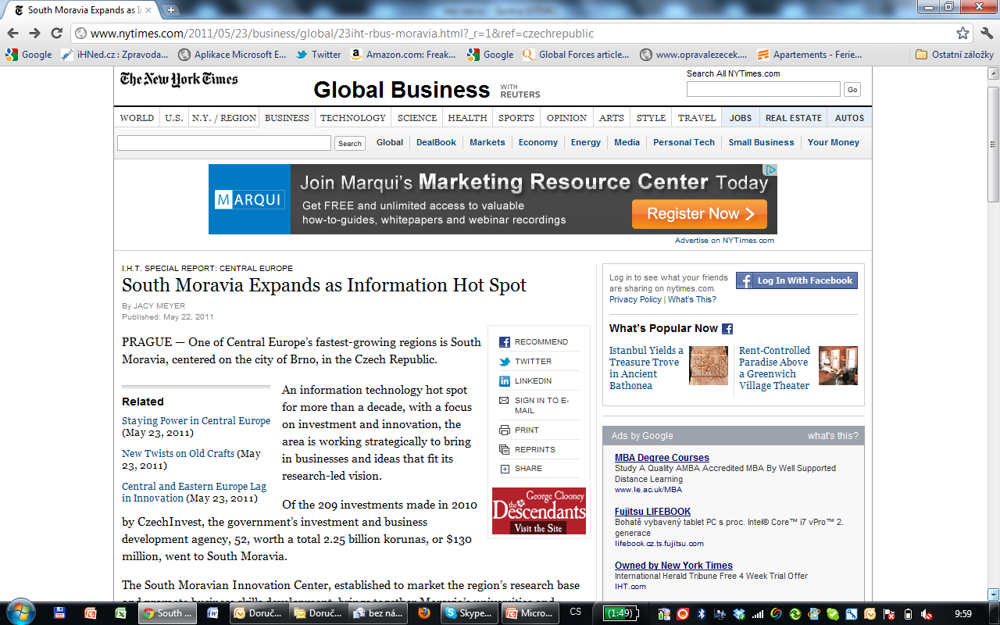 South Moravia Expands as I
www.nytimes.com/2011/05/23/business/global/23iht-rbus-moravia.html?_r=1&ref=czechrepublic
Google iHNed.cz : Zpravoda... Aplikace Microsoft E... Twitter Amazon.com: Freak... Google Global Forces article... www.opravalezecek.... Apartements - Ferie... Ostatní záložky
The New York Times
Global Business WITH REUTERS
Search All NYTimes.com
Go
WORLD U.S. N.Y. / REGION BUSINESS TECHNOLOGY SCIENCE HEALTH SPORTS OPINION ARTS STYLE TRAVEL JOBS REAL ESTATE AUTOS
Search Global DealBook Markets Economy Energy Media Personal Tech Small Business Your Money
MARQUI
Join Marqui's Marketing Resource Center Today
Get FREE and unlimited access to valuable
how-to-guides, whitepapers and webinar recordings
Register Now >
Advertise on NYTimes.com
I.H.T. SPECIAL REPORT: CENTRAL EUROPE
South Moravia Expands as Information Hot Spot
By JACY MEYER
Published: May 22, 2011
PRAGUE — One of Central Europe's fastest-growing regions is South
Moravia, centered on the city of Brno, in the Czech Republic.
Related
Staying Power in Central Europe
(May 23, 2011)
New Twists on Old Crafts (May
23, 2011)
Central and Eastern Europe Lag
in Innovation (May 23, 2011)
An information technology hot spot
for more than a decade, with a focus
on investment and innovation, the
area is working strategically to bring
in businesses and ideas that fit its
research-led vision.
Of the 209 investments made in 2010
by CzechInvest, the government's investment and business
development agency, 52, worth a total 2.25 billion korunas, or $130
million, went to South Moravia.
The South Moravian Innovation Center, established to market the region's research base
RECOMMEND
TWITTER
LINKEDIN
SIGN IN TO E-
MAIL
PRINT
REPRINTS
SHARE
George Clooney
the Descendants
Visit the Site
Log in to see what your friends
are sharing on nytimes.com.
Privacy Policy | What's This?
Log In With Facebook
What's Popular Now
Istanbul Yields a
Treasure Trove
in Ancient
Bathonea
Rent-Controlled
Paradise Above
a Greenwich
Village Theater
Ads by Google what's this?
MBA Degree Courses
Study A Quality AMBA Accredited MBA By Well Supported
Distance Learning
www.le.ac.uk/MBA
Fujitsu LIFEBOOK
Bohatě vybavený tablet PC s proc. Intel® Core™ i7 vPro™ 2.
generace
lifebook.cz.ts.fujitsu.com
Owned by New York Times
International Herald Tribune Free 4 Week Trial Offer
IHT.com
South ... Doruč... Doruč... bez ná... Skype... Micro... CS (1:49) 9:59